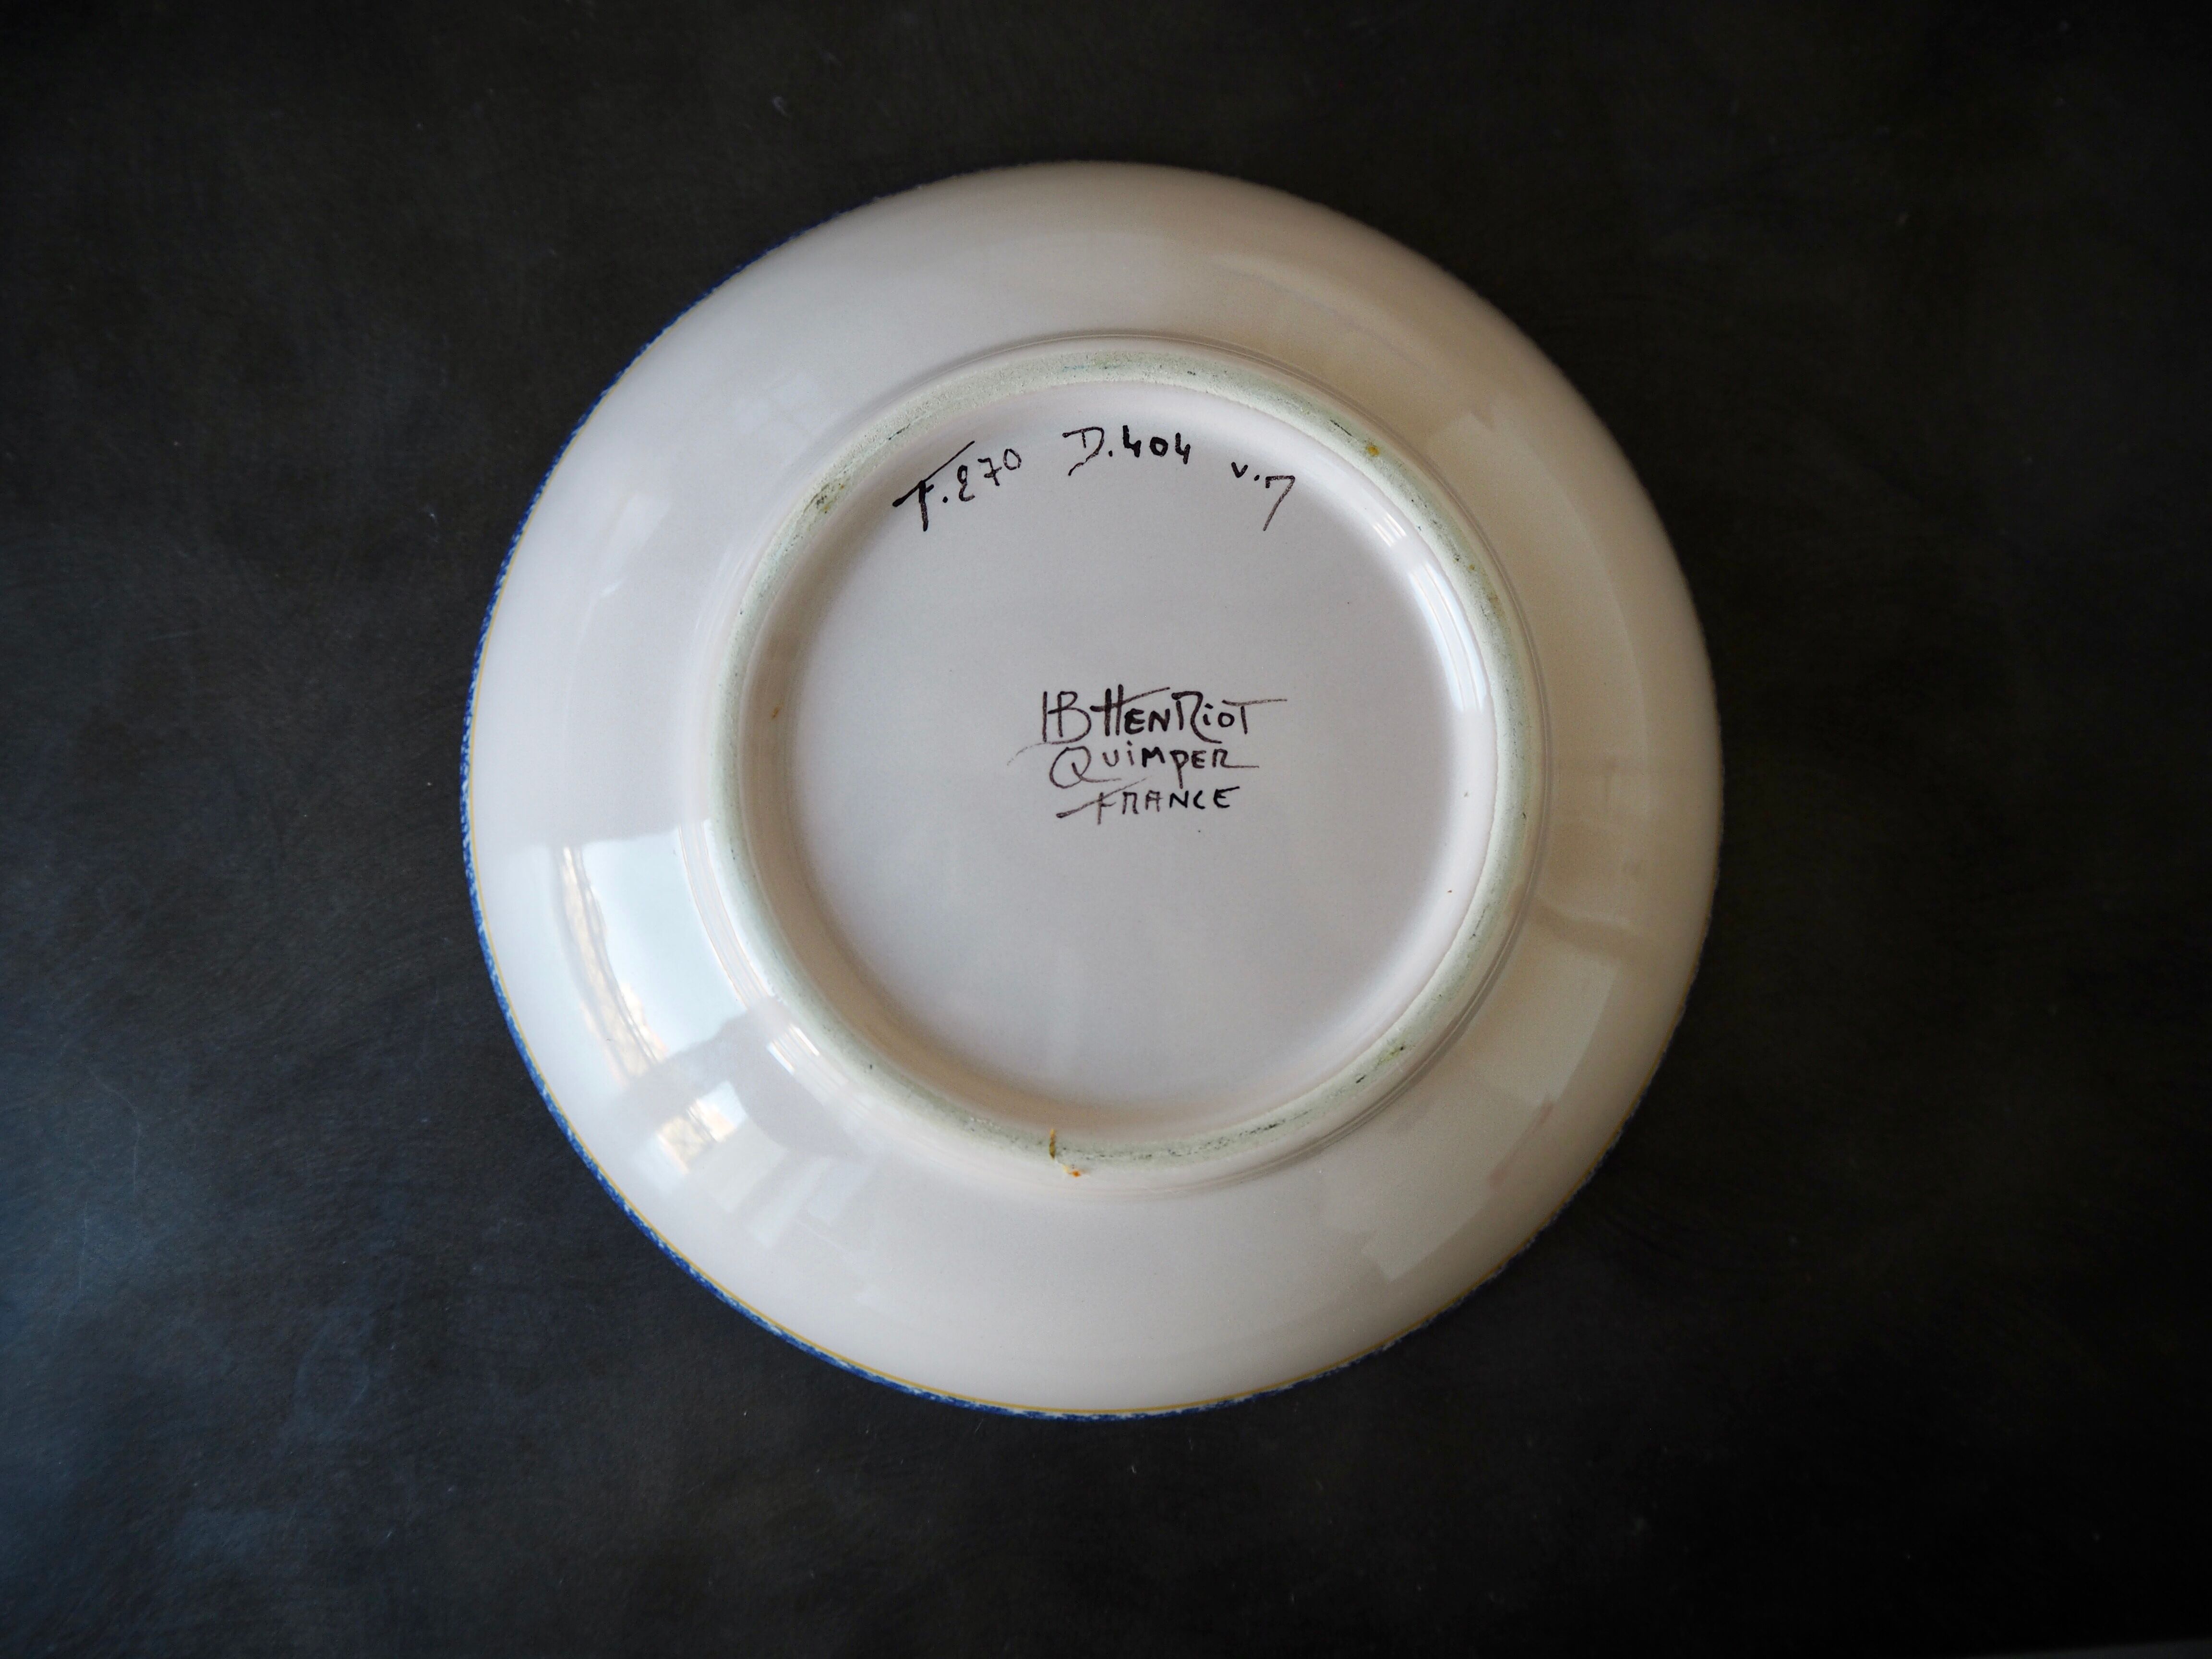 F.270 D.404 v.7
HB HENRIOT
QUIMPER
FRANCE